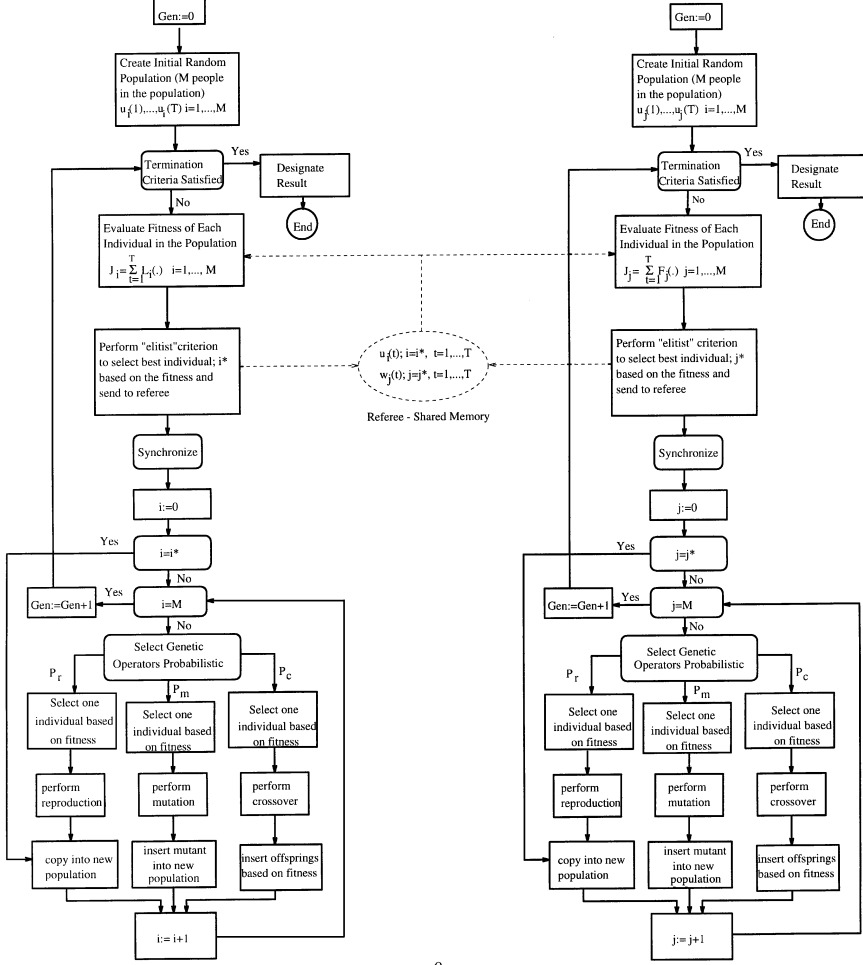 Gen:=0
Create Initial Random
Population (M people
in the population)
u_i(1),...,u_i(T) i=1,...,M
Termination
Criteria Satisfied
Yes
Designate
Result
End
No
Evaluate Fitness of Each
Individual in the Population
J_i = Σ_{t=1}^{T} L_i(.) i=1,..., M
Perform "elitist"criterion
to select best individual; i*
based on the fitness and
send to referee
Synchronize
i:=0
Yes
i=i*
No
Gen:=Gen+1
Yes
i=M
No
Select Genetic
Operators Probabilistic
P_r
P_m
P_c
Select one
individual based
on fitness
Select one
individual based
on fitness
Select one
individual based
on fitness
perform
reproduction
perform
mutation
perform
crossover
copy into new
population
insert mutant
into new
population
insert offsprings
based on fitness
i:= i+1
u_i(t); i=i*, t=1,...,T
w_j(t); j=j*, t=1,...,T
Referee - Shared Memory
Gen:=0
Create Initial Random
Population (M people
in the population)
u_j(1),...,u_j(T) i=1,...,M
Termination
Criteria Satisfied
Yes
Designate
Result
End
No
Evaluate Fitness of Each
Individual in the Population
J_j = Σ_{t=1}^{T} F_j(.) j=1,...,M
Perform "elitist" criterion
to select best individual; j*
based on the fitness and
send to referee
Synchronize
j:=0
Yes
j=j*
No
Gen:=Gen+1
Yes
j=M
No
Select Genetic
Operators Probabilistic
P_r
P_m
P_c
Select one
individual based
on fitness
Select one
individual based
on fitness
Select one
individual based
on fitness
perform
reproduction
perform
mutation
perform
crossover
copy into new
population
insert mutant
into new
population
insert offsprings
based on fitness
j:= j+1